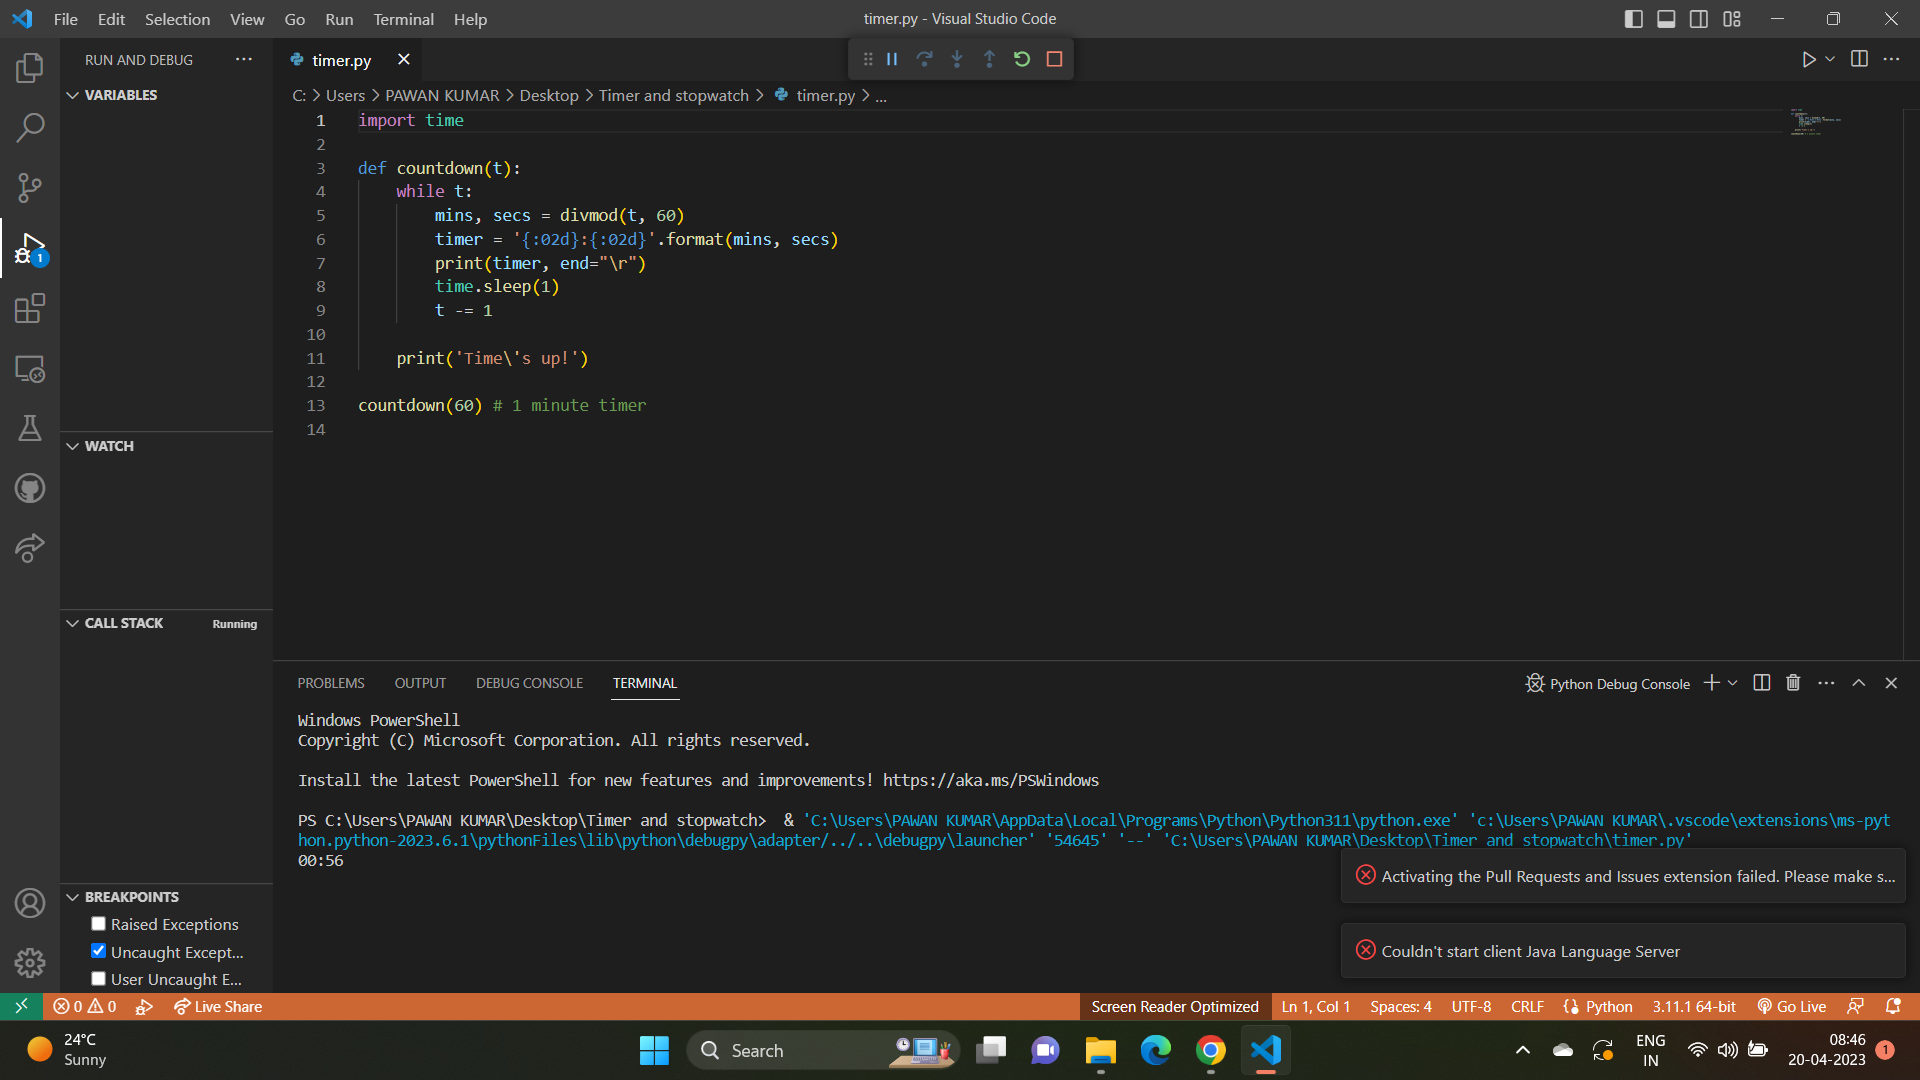 File Edit Selection View Go Run Terminal Help
timer.py - Visual Studio Code
RUN AND DEBUG
timer.py
VARIABLES
C: > Users > PAWAN KUMAR > Desktop > Timer and stopwatch > timer.py > ...
1 import time
2
3 def countdown(t):
4     while t:
5         mins, secs = divmod(t, 60)
6         timer = '{:02d}:{:02d}'.format(mins, secs)
7         print(timer, end="\r")
8         time.sleep(1)
9         t -= 1
10
11     print('Time\'s up!')
12
13 countdown(60) # 1 minute timer
14
1
WATCH
CALL STACK Running
BREAKPOINTS
Raised Exceptions
Uncaught Except...
User Uncaught E...
PROBLEMS OUTPUT DEBUG CONSOLE TERMINAL
Python Debug Console
Windows PowerShell
Copyright (C) Microsoft Corporation. All rights reserved.
Install the latest PowerShell for new features and improvements! https://aka.ms/PSWindows
PS C:\Users\PAWAN KUMAR\Desktop\Timer and stopwatch>  & 'C:\Users\PAWAN KUMAR\AppData\Local\Programs\Python\Python311\python.exe' 'c:\Users\PAWAN KUMAR\.vscode\extensions\ms-pyt
hon.python-2023.6.1\pythonFiles\lib\python\debugpy\adapter/../..\debugpy\launcher' '54645' '--' 'C:\Users\PAWAN KUMAR\Desktop\Timer and stopwatch\timer.py'
00:56
Activating the Pull Requests and Issues extension failed. Please make s...
Couldn't start client Java Language Server
0 0 Live Share
Screen Reader Optimized Ln 1, Col 1 Spaces: 4 UTF-8 CRLF Python 3.11.1 64-bit Go Live
24°C
Sunny
Search
ENG
IN
08:46
20-04-2023
1